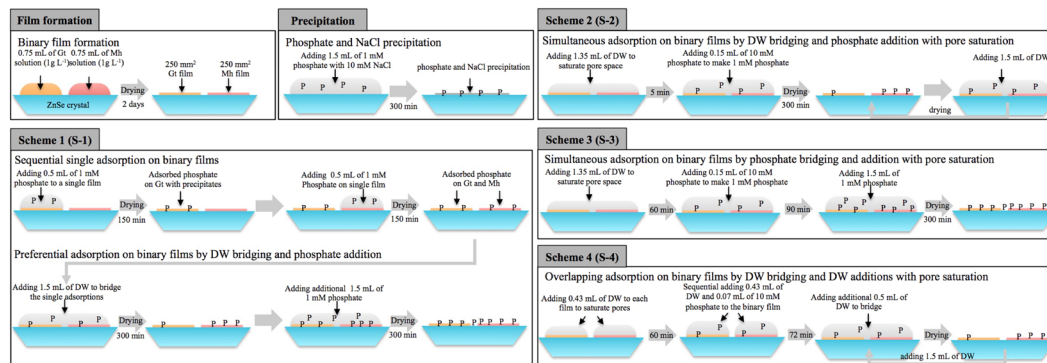 Film formation
Binary film formation
0.75 mL of Gt
solution (1g L⁻¹)
0.75 mL of Mh
solution (1g L⁻¹)
ZnSe crystal
Drying
2 days
250 mm²
Gt film
250 mm²
Mh film
Precipitation
Phosphate and NaCl precipitation
Adding 1.5 mL of 1 mM
phosphate with 10 mM NaCl
P P P P
300 min
phosphate and NaCl precipitation
P P P P
Scheme 1 (S-1)
Sequential single adsorption on binary films
Adding 0.5 mL of 1 mM
phosphate to a single film
P P
Drying
150 min
Adsorbed phosphate
on Gt with precipitates
P P
Adding 0.5 mL of 1 mM
Phosphate on single film
P P P P
Drying
150 min
Adsorbed phosphate
on Gt and Mh
P P P P
Preferential adsorption on binary films by DW bridging and phosphate addition
Adding 1.5 mL of DW to bridge
the single adsorptions
P P P P
Drying
300 min
P P P P
Adding additional 1.5 mL of
1 mM phosphate
Drying
300 min
Scheme 2 (S-2)
Simultaneous adsorption on binary films by DW bridging and phosphate addition with pore saturation
Adding 1.35 mL of DW to
saturate pore space
5 min
Adding 0.15 mL of 10 mM
phosphate to make 1 mM phosphate
P P P P
Drying
300 min
P P P P
drying
Adding 1.5 mL of DW
P P P P
Scheme 3 (S-3)
Simultaneous adsorption on binary films by phosphate bridging and addition with pore saturation
Adding 1.35 mL of DW to
saturate pore space
60 min
Adding 0.15 mL of 10 mM
phosphate to make 1 mM phosphate
P P P P
90 min
Adding 1.5 mL of
1 mM phosphate
Drying
300 min
Scheme 4 (S-4)
Overlapping adsorption on binary films by DW bridging and DW additions with pore saturation
Adding 0.43 mL of DW to each
film to saturate pores
60 min
Sequential adding 0.43 mL of
DW and 0.07 mL of 10 mM
phosphate to the binary film
P P P P
72 min
Adding additional 0.5 mL of
DW to bridge
P P P P
Drying
P P P P
adding 1.5 mL of DW